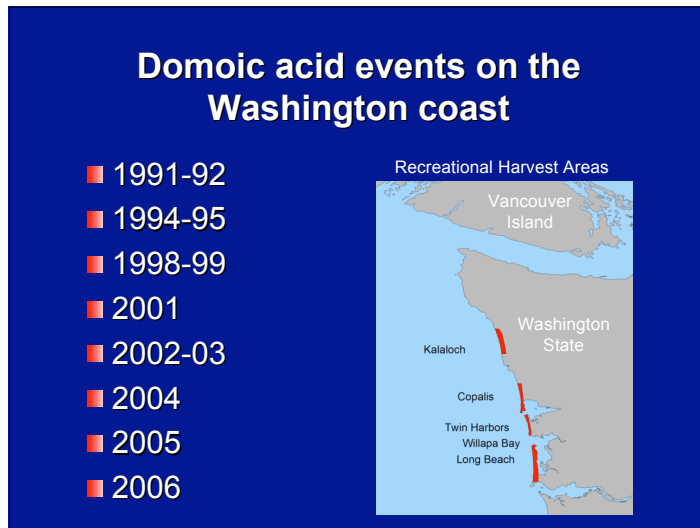 Domoic acid events on the
Washington coast
1991-92
1994-95
1998-99
2001
2002-03
2004
2005
2006
Recreational Harvest Areas
Vancouver
Island
Washington
State
Kalaloch
Copalis
Twin Harbors
Willapa Bay
Long Beach